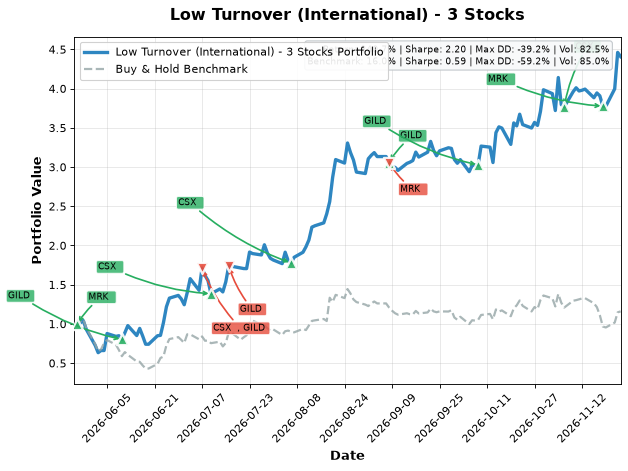 Low Turnover (International) - 3 Stocks
Low Turnover (International) - 3 Stocks Portfolio
Buy & Hold Benchmark
% | Sharpe: 2.20 | Max DD: -39.2% | Vol: 82.5%
Benchmark: 16.0% | Sharpe: 0.59 | Max DD: -59.2% | Vol: 85.0%
MRK
GILD
GILD
MRK
CSX
CSX
GILD
MRK
GILD
CSX , GILD
Portfolio Value
4.5
4.0
3.5
3.0
2.5
2.0
1.5
1.0
0.5
2026-06-05
2026-06-21
2026-07-07
2026-07-23
2026-08-08
2026-08-24
2026-09-09
2026-09-25
2026-10-11
2026-10-27
2026-11-12
Date